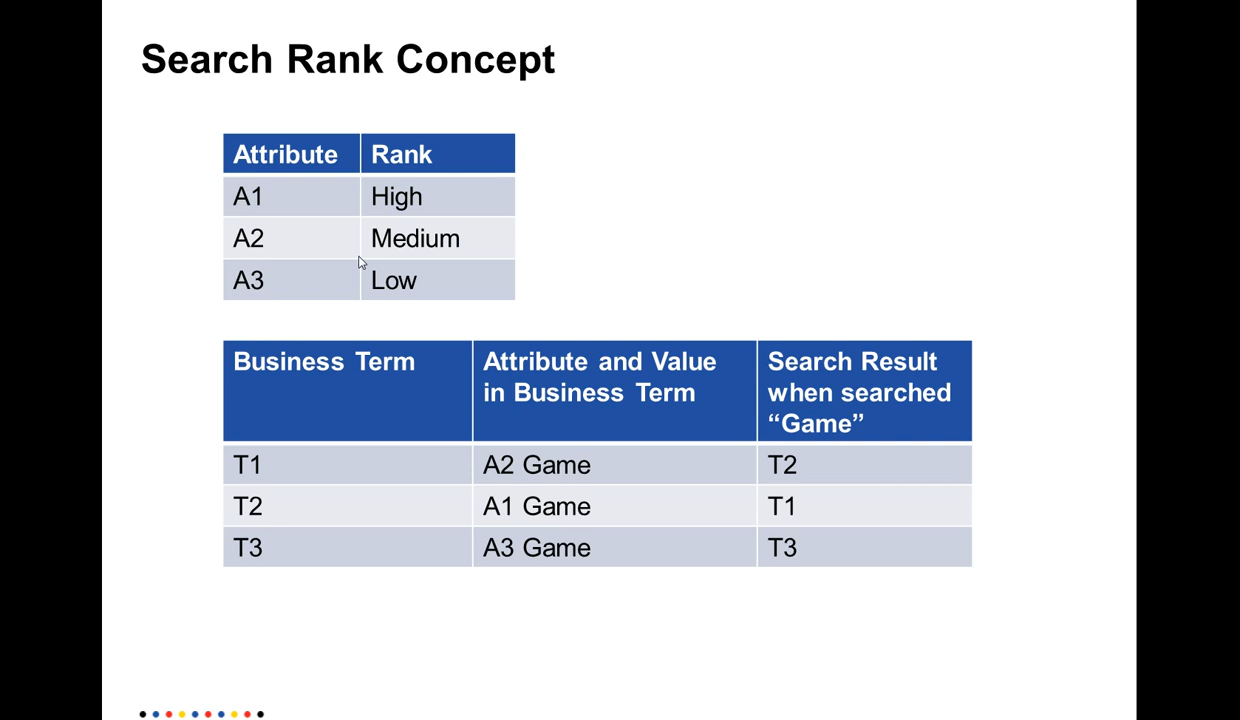 Search Rank Concept
Attribute Rank
A1 High
A2 Medium
A3 Low
Business Term Attribute and Value Search Result
in Business Term when searched
“Game”
T1 A2 Game T2
T2 A1 Game T1
T3 A3 Game T3